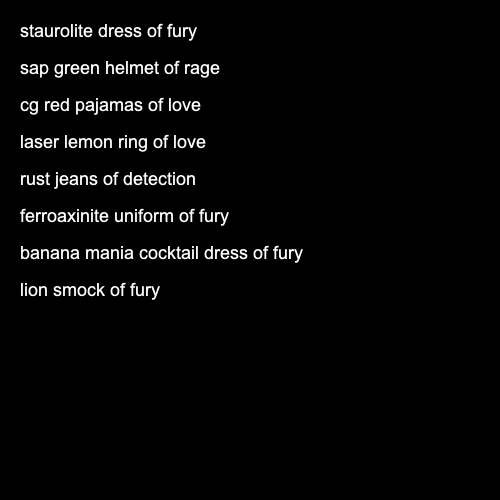 staurolite dress of fury
sap green helmet of rage
cg red pajamas of love
laser lemon ring of love
rust jeans of detection
ferroaxinite uniform of fury
banana mania cocktail dress of fury
lion smock of fury